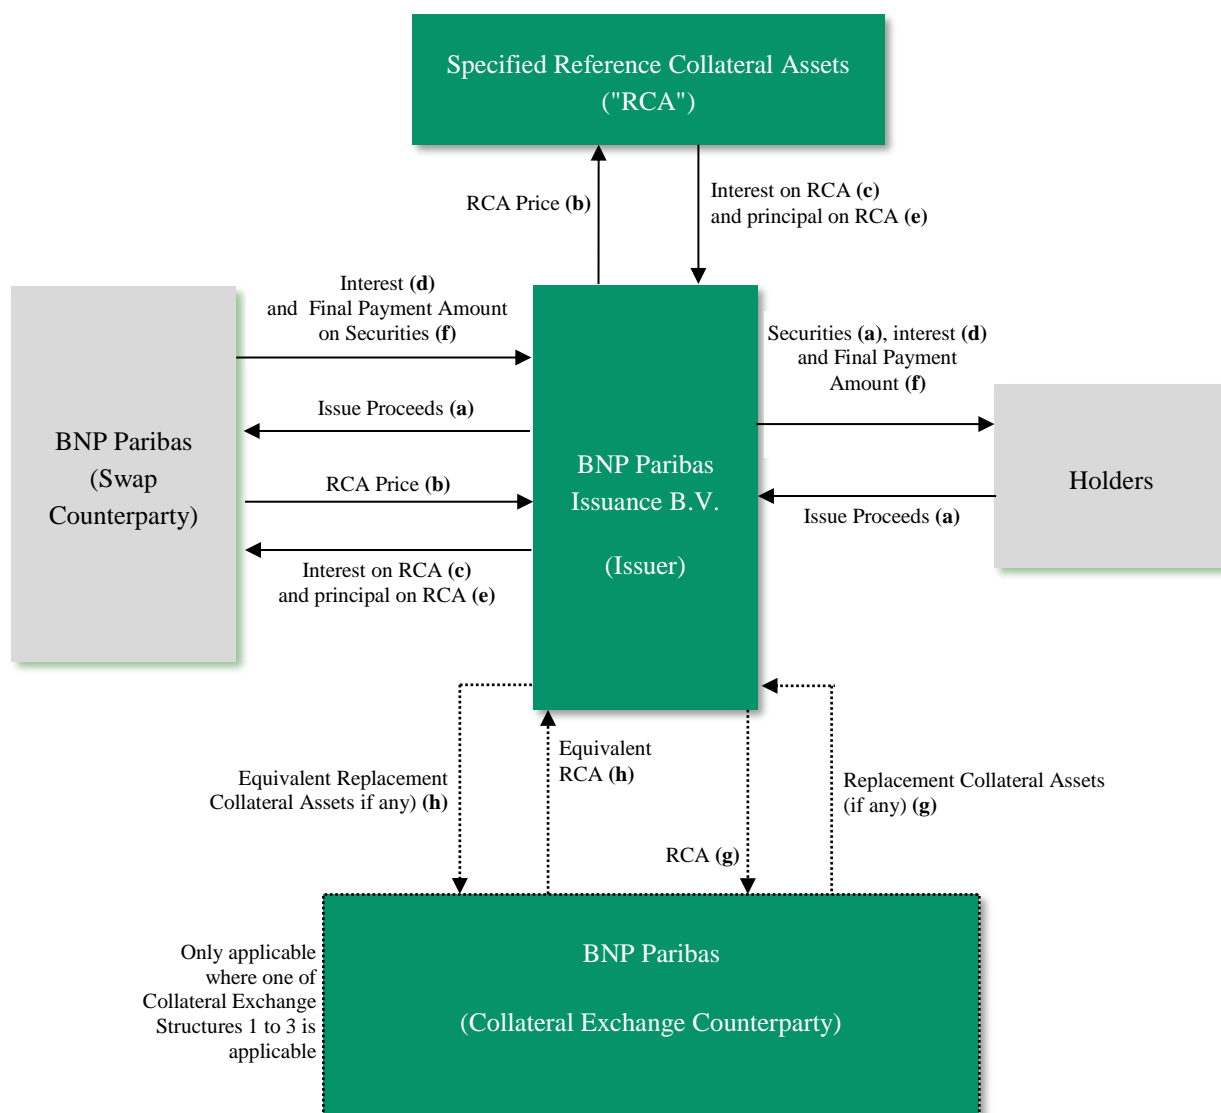 Specified Reference Collateral Assets
("RCA")
RCA Price (b)
Interest on RCA (c)
and principal on RCA (e)
Interest (d)
and Final Payment Amount
on Securities (f)
Issue Proceeds (a)
RCA Price (b)
Interest on RCA (c)
and principal on RCA (e)
BNP Paribas
(Swap
Counterparty)
BNP Paribas
Issuance B.V.
(Issuer)
Securities (a), interest (d)
and Final Payment
Amount (f)
Issue Proceeds (a)
Holders
Equivalent Replacement
Collateral Assets if any) (h)
Equivalent
RCA (h)
RCA (g)
Replacement Collateral Assets
(if any) (g)
Only applicable
where one of
Collateral Exchange
Structures 1 to 3 is
applicable
BNP Paribas
(Collateral Exchange Counterparty)